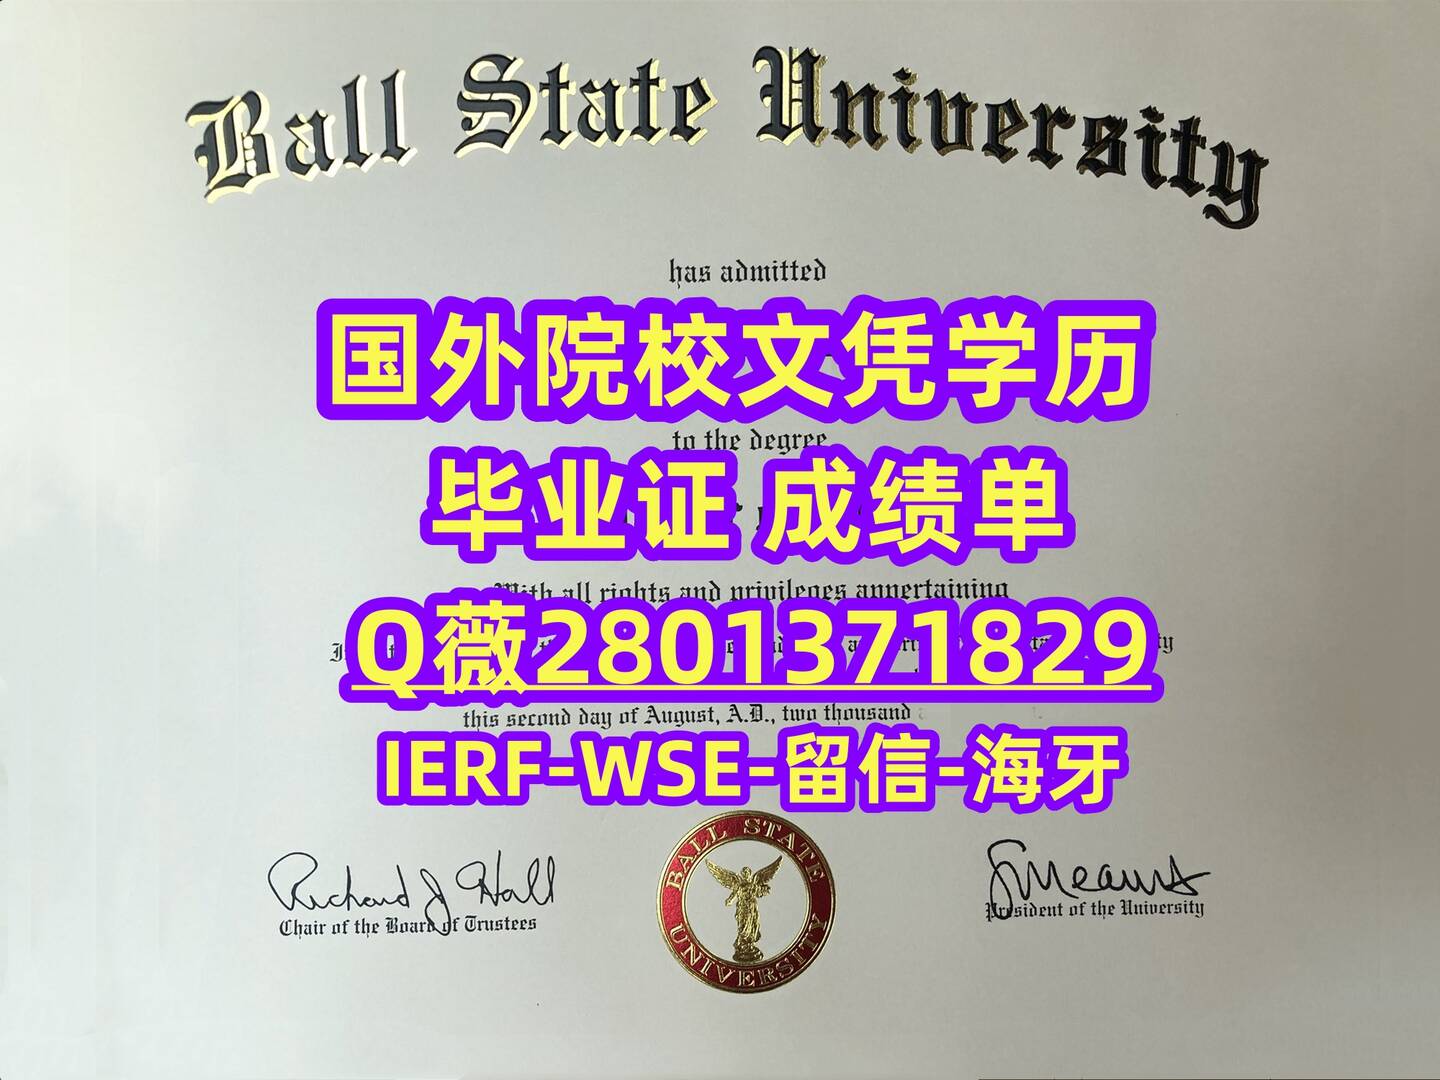 Ball State University
has admitted
国外院校文凭学历
to the degree
毕业证 成绩单
With all rights and privileges appertaining
Q薇2801371829
this second day of August, A.D., two thousand
IERF-WSE-留信-海牙
BALL STATE
UNIVERSITY
Richard J Hall
Chair of the Board of Trustees
President of the University